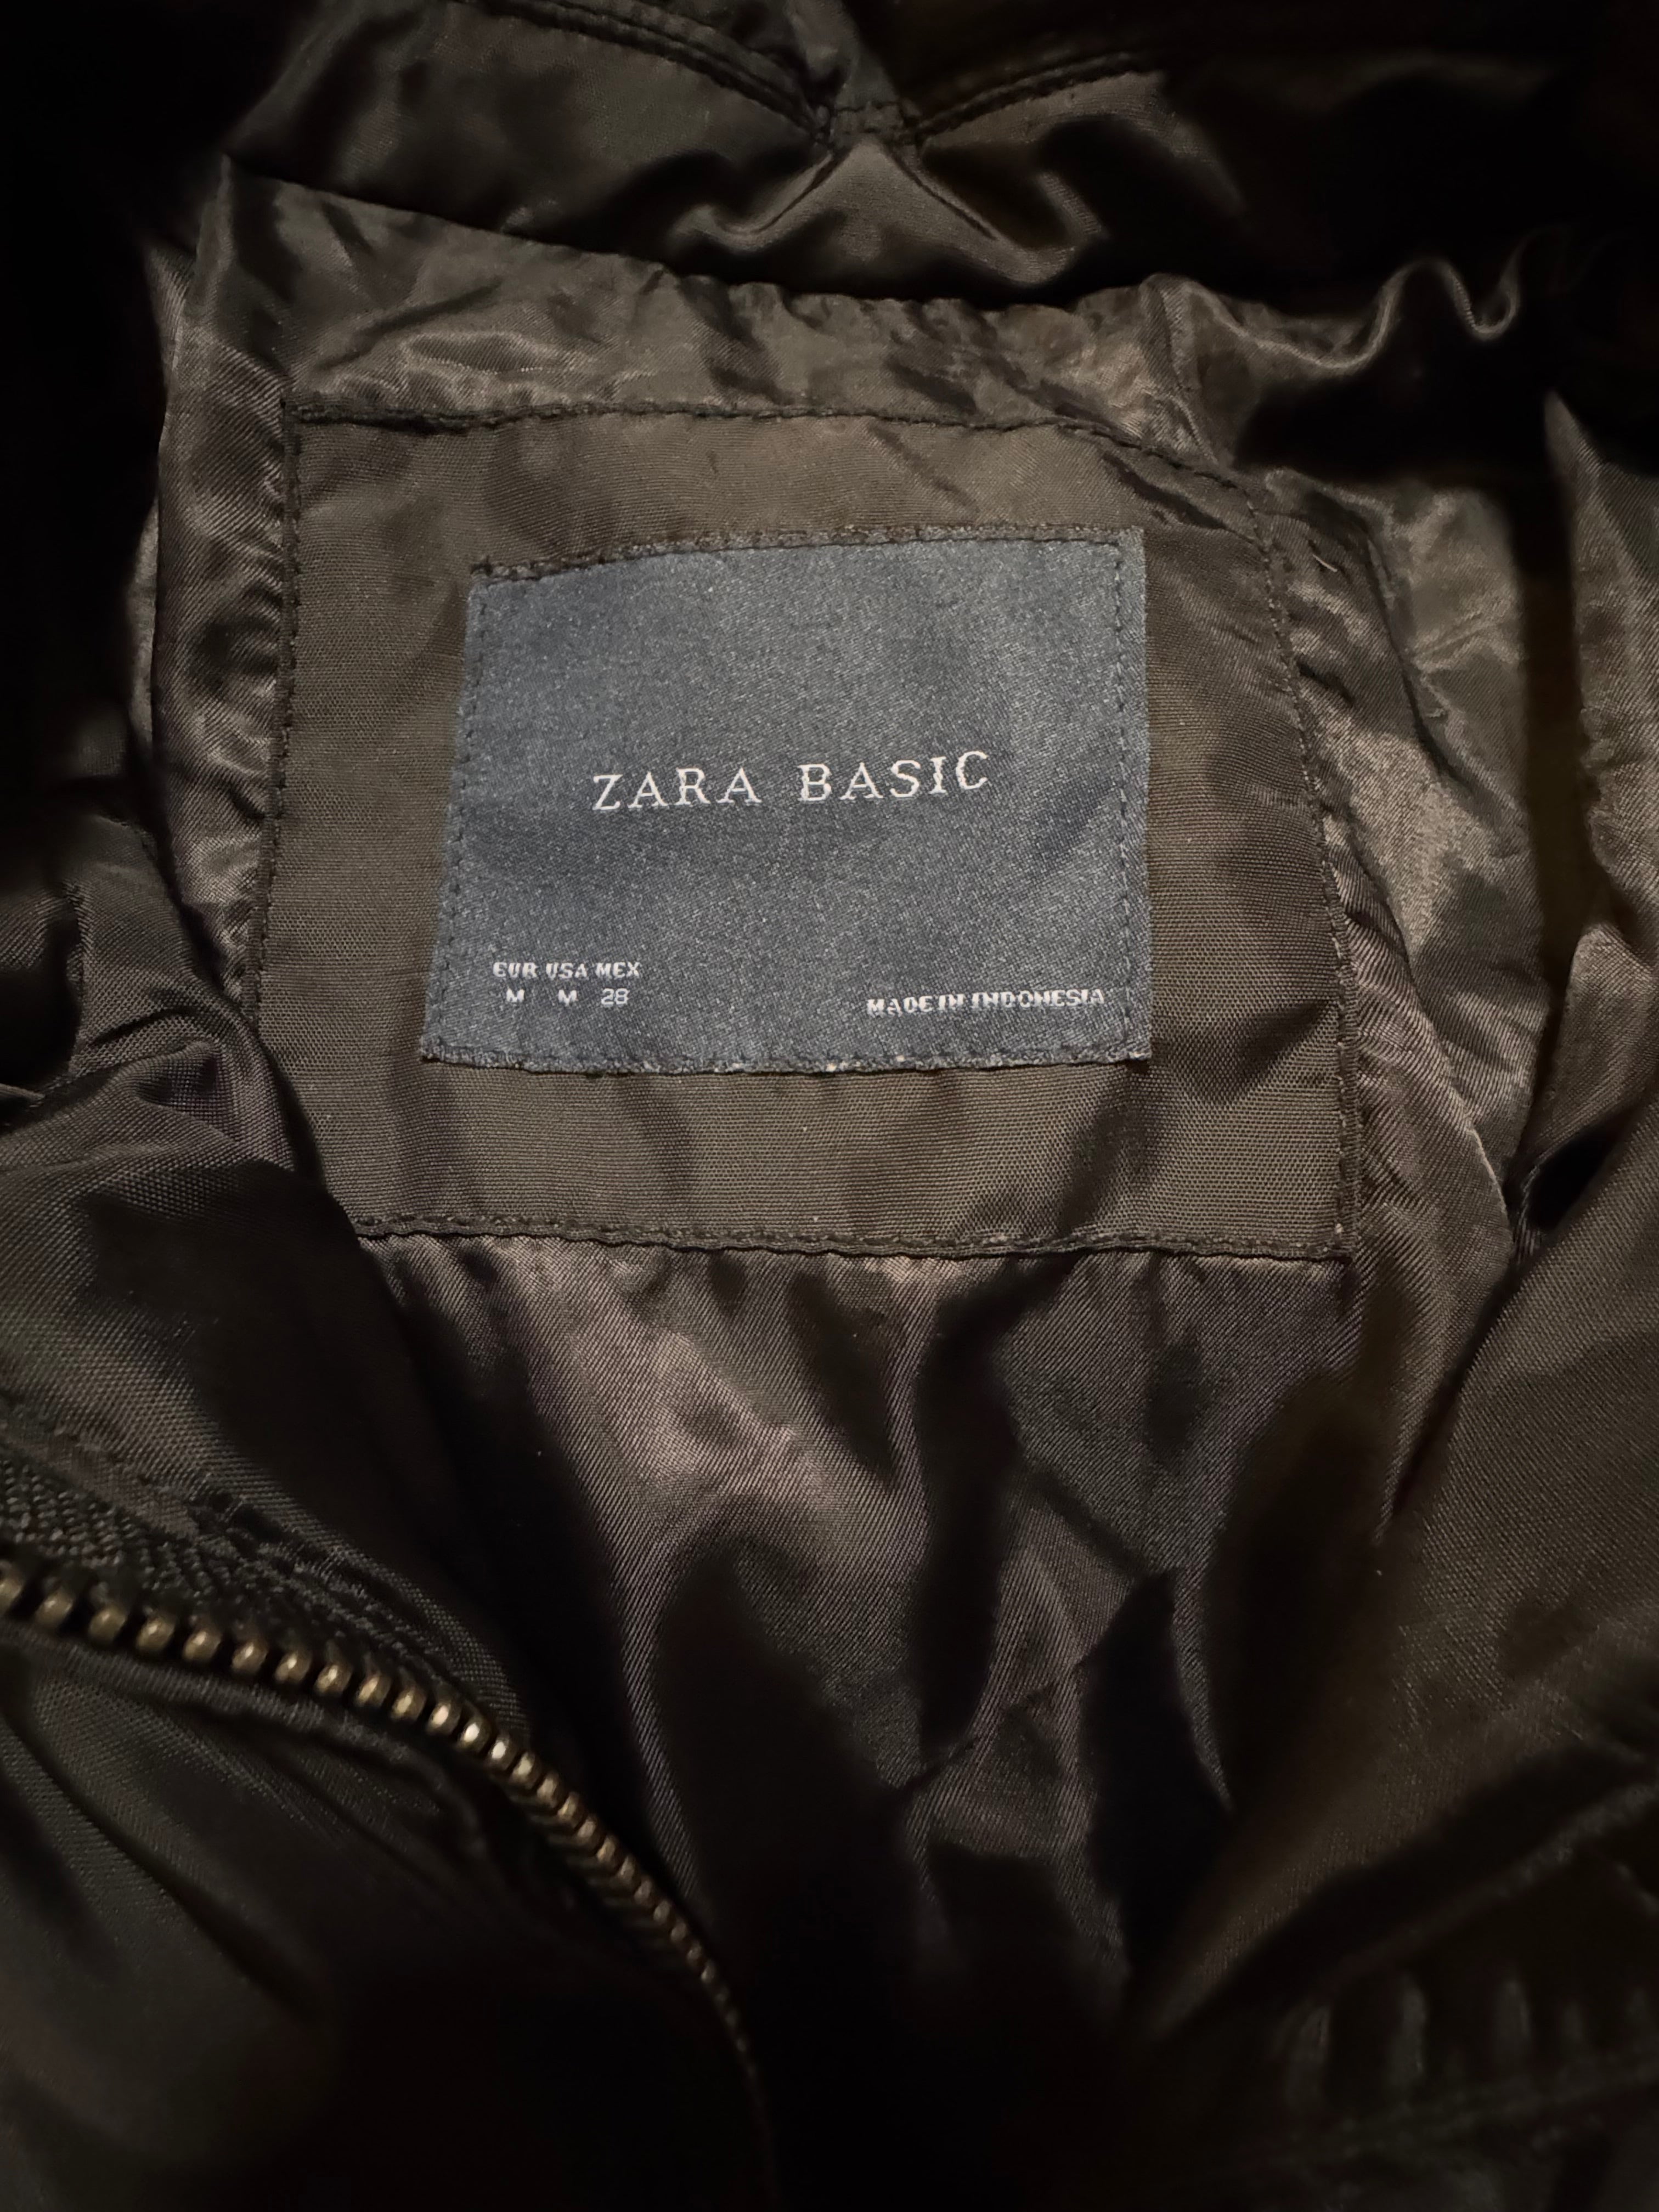 ZARA BASIC
EUR USA MEX
M M 28
MADE IN INDONESIA